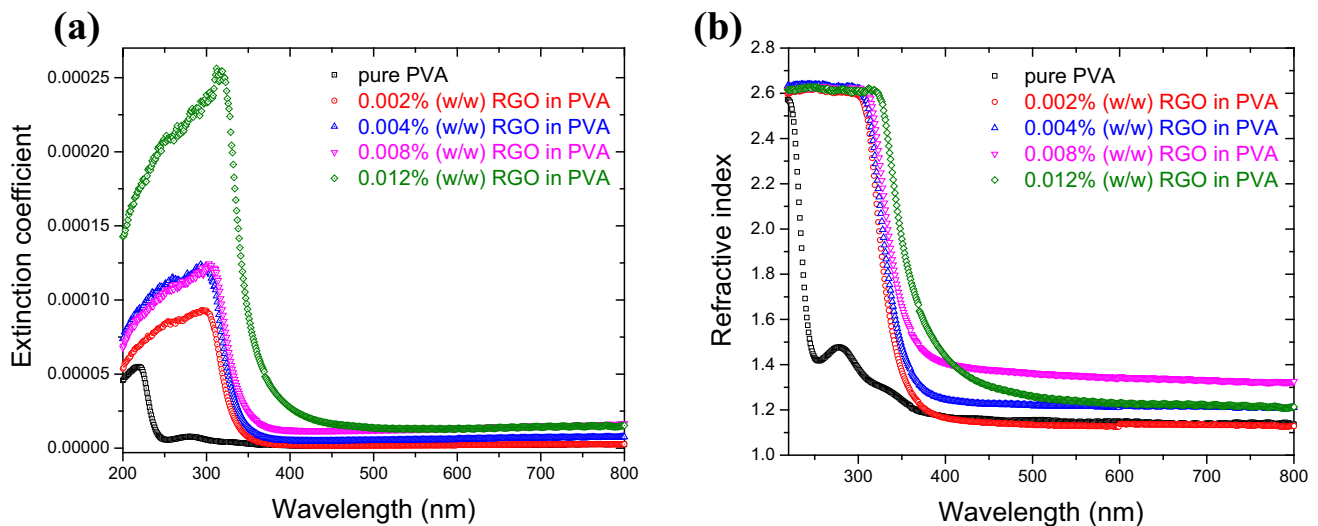 (a)
Extinction coefficient
0.00025
0.00020
0.00015
0.00010
0.00005
0.00000
pure PVA
0.002% (w/w) RGO in PVA
0.004% (w/w) RGO in PVA
0.008% (w/w) RGO in PVA
0.012% (w/w) RGO in PVA
200 300 400 500 600 700 800
Wavelength (nm)
(b)
Refractive index
2.8
2.6
2.4
2.2
2.0
1.8
1.6
1.4
1.2
1.0
pure PVA
0.002% (w/w) RGO in PVA
0.004% (w/w) RGO in PVA
0.008% (w/w) RGO in PVA
0.012% (w/w) RGO in PVA
300 400 500 600 700 800
Wavelength (nm)